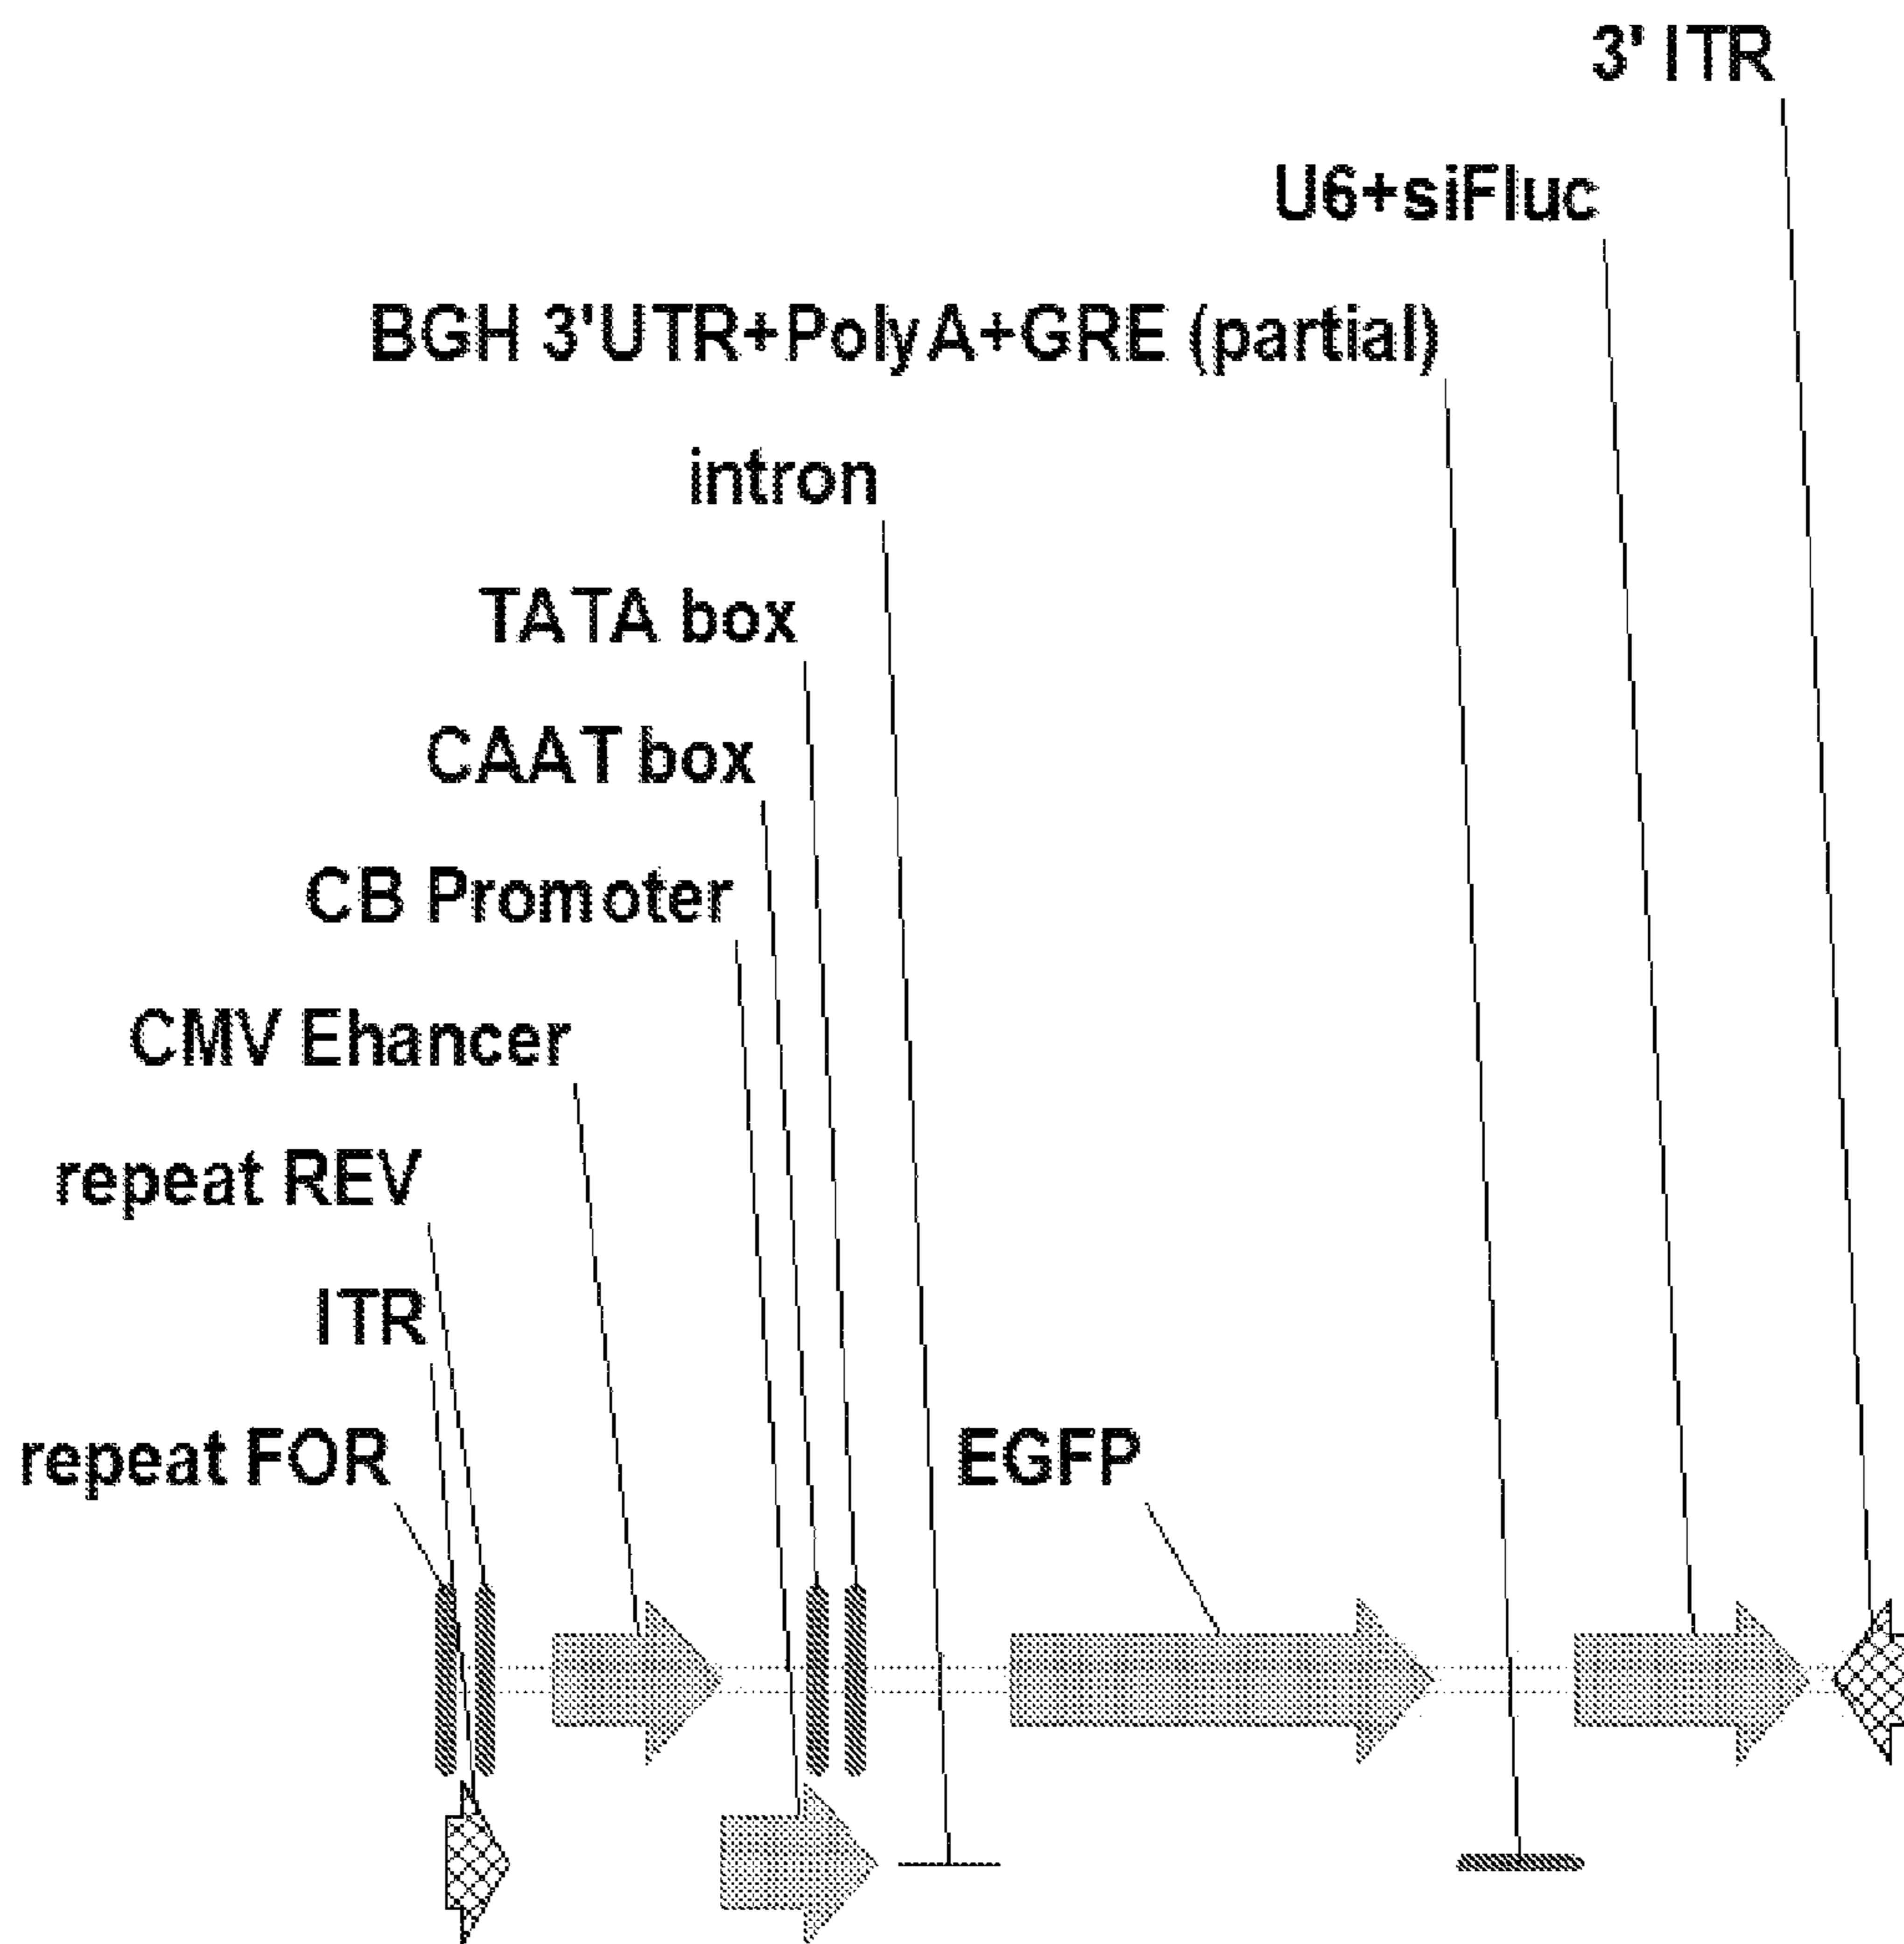 3' ITR
U6+siFluc
BGH 3'UTR+PolyA+GRE (partial)
intron
TATA box
CAAT box
CB Promoter
CMV Ehancer
repeat REV
ITR
repeat FOR
EGFP